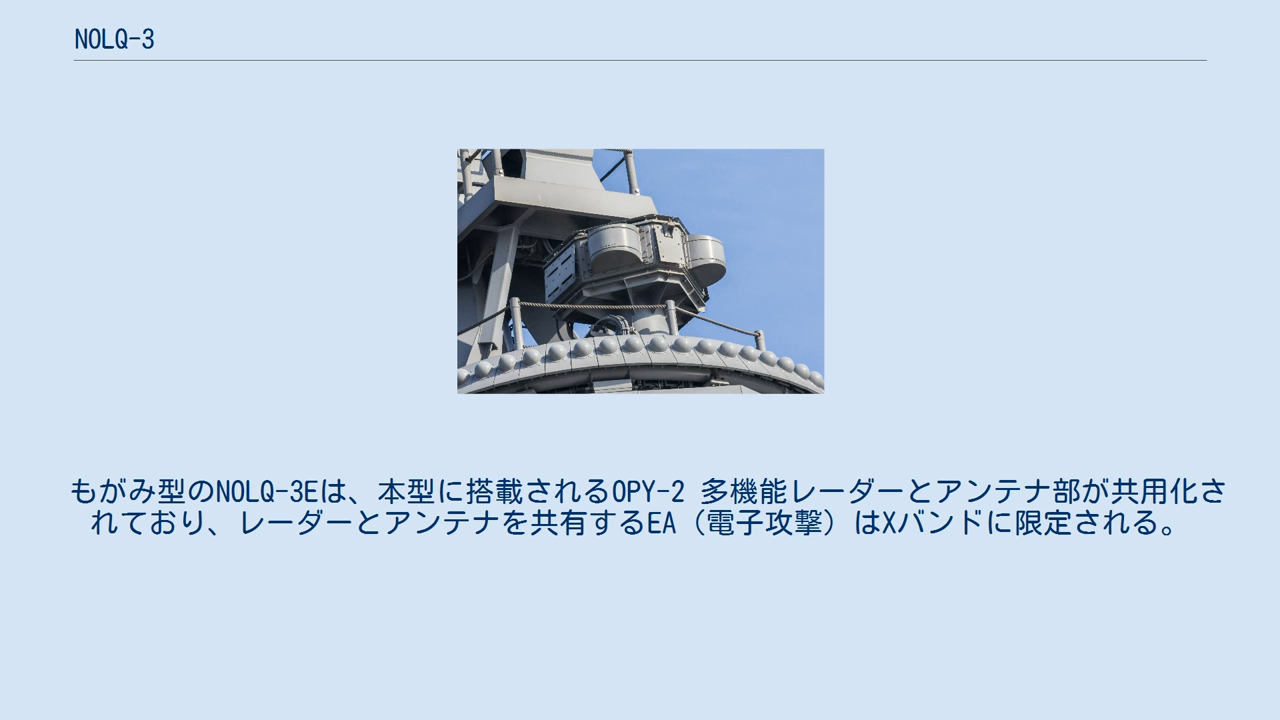 NOLQ-3
もがみ型のNOLQ-3Eは、本型に搭載されるOPY-2 多機能レーダーとアンテナ部が共用化さ
れており、レーダーとアンテナを共有するEA（電子攻撃）はXバンドに限定される。